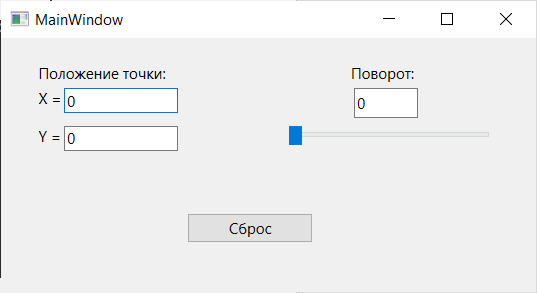 MainWindow
Положение точки:
X = 0
Y = 0
Поворот:
0
Сброс